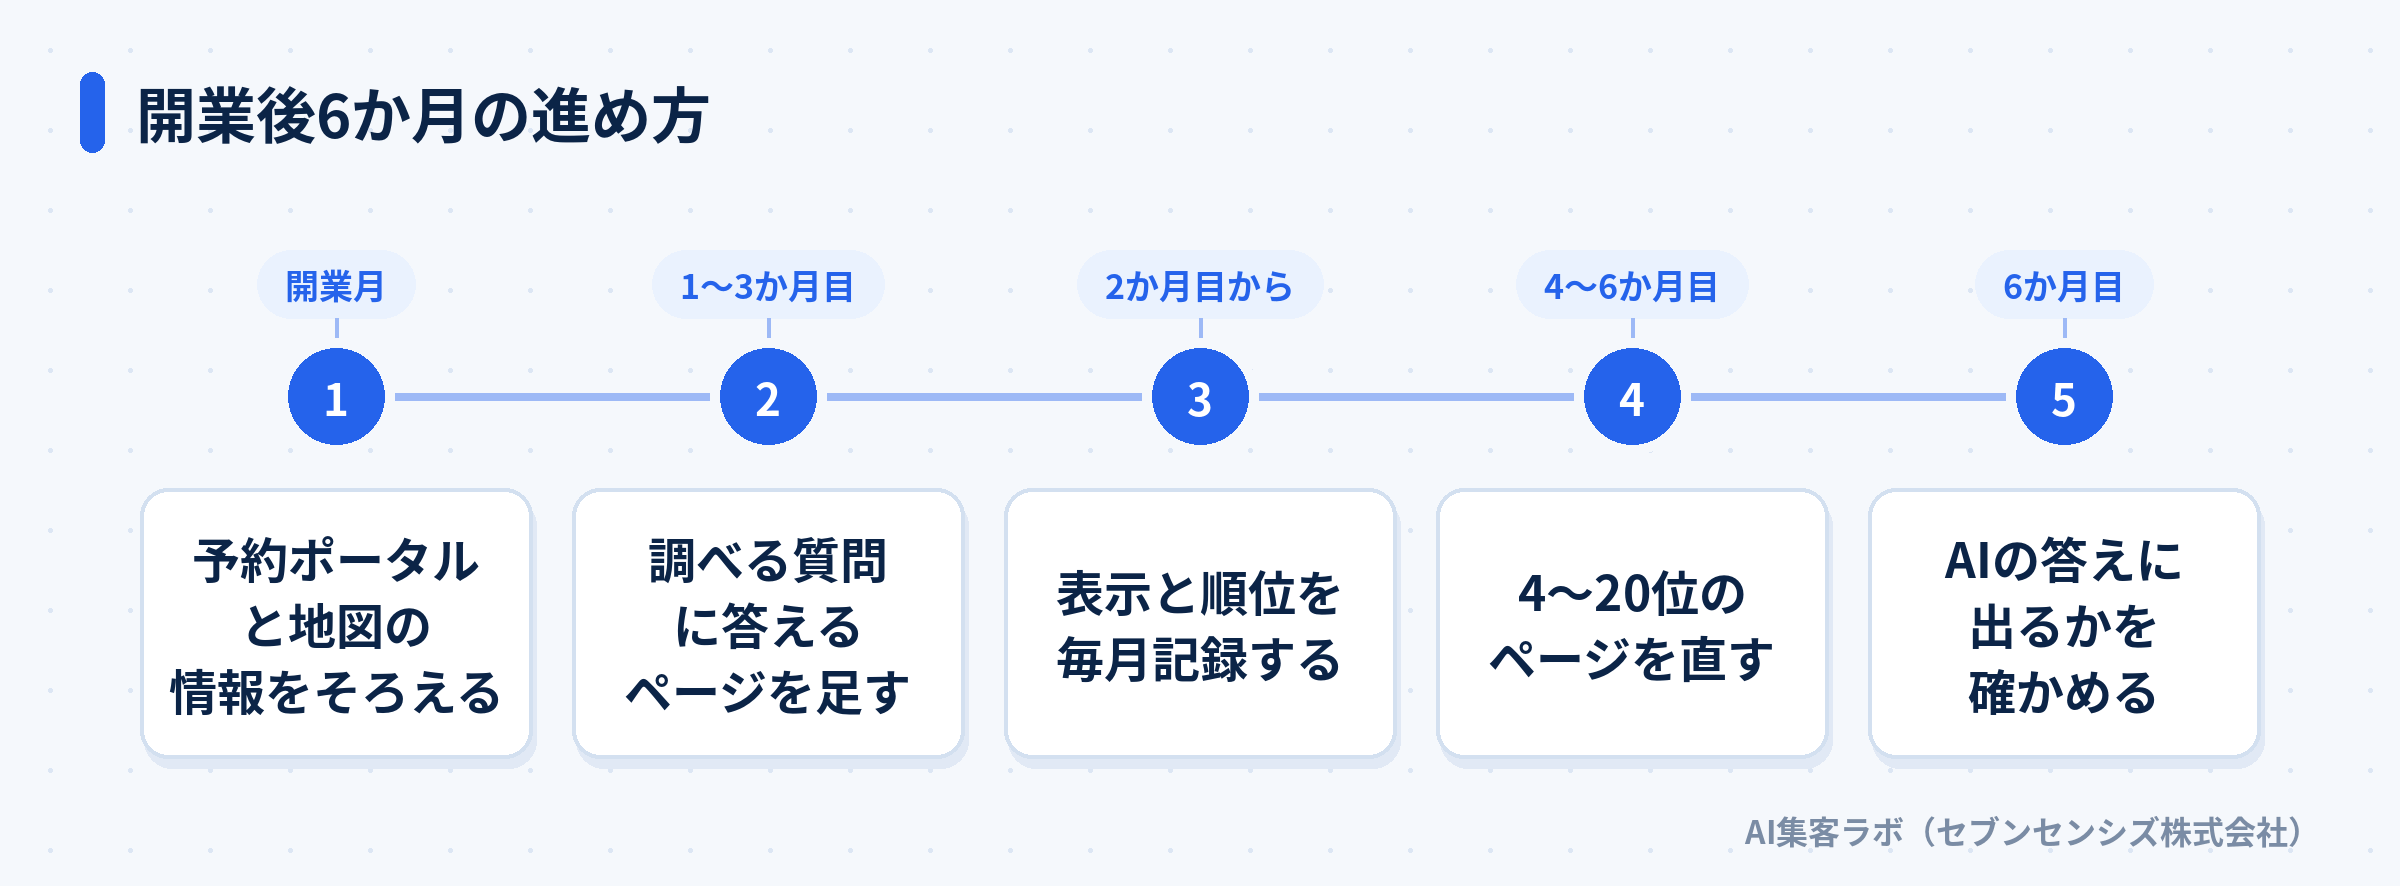 開業後6か月の進め方
開業月
1〜3か月目
2か月目から
4〜6か月目
6か月目
1
2
3
4
5
予約ポータル
と地図の
情報をそろえる
調べる質問
に答える
ページを足す
表示と順位を
毎月記録する
4〜20位の
ページを直す
AIの答えに
出るかを
確かめる
AI集客ラボ（セブンセンシズ株式会社）